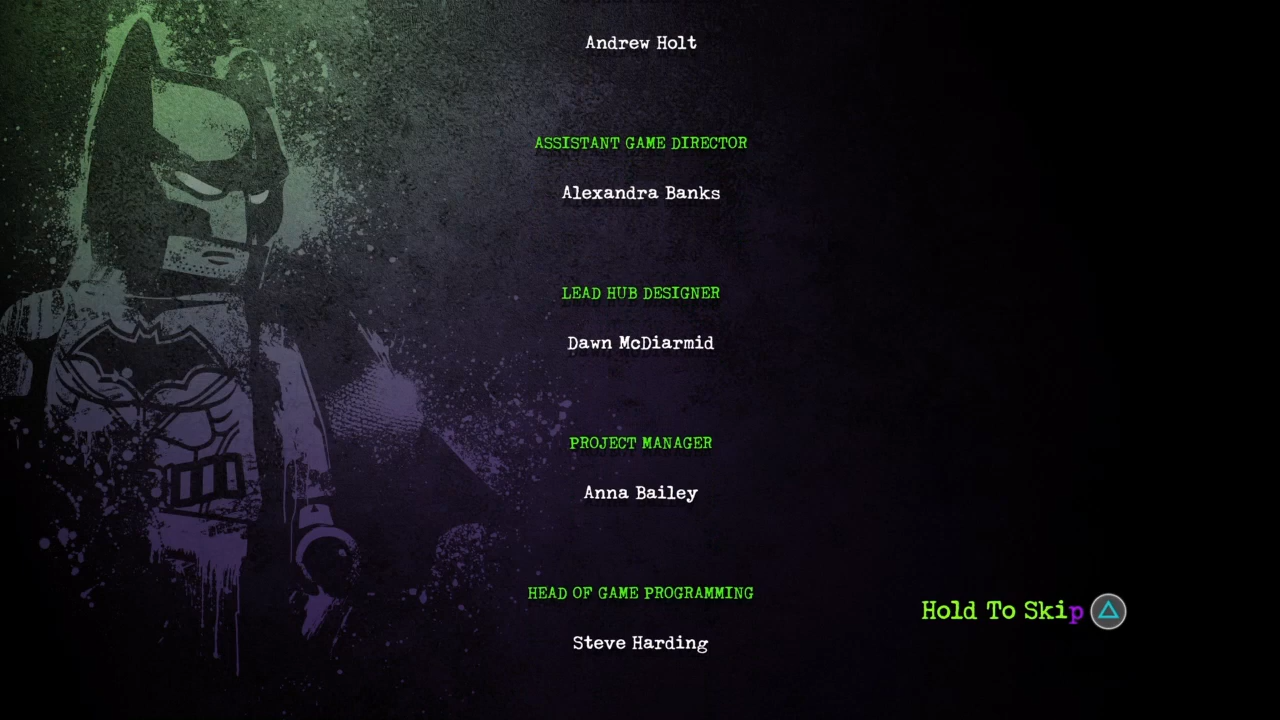 Andrew Holt
ASSISTANT GAME DIRECTOR
Alexandra Banks
LEAD HUB DESIGNER
Dawn McDiarmid
PROJECT MANAGER
Anna Bailey
HEAD OF GAME PROGRAMMING
Hold To Skip
Steve Harding